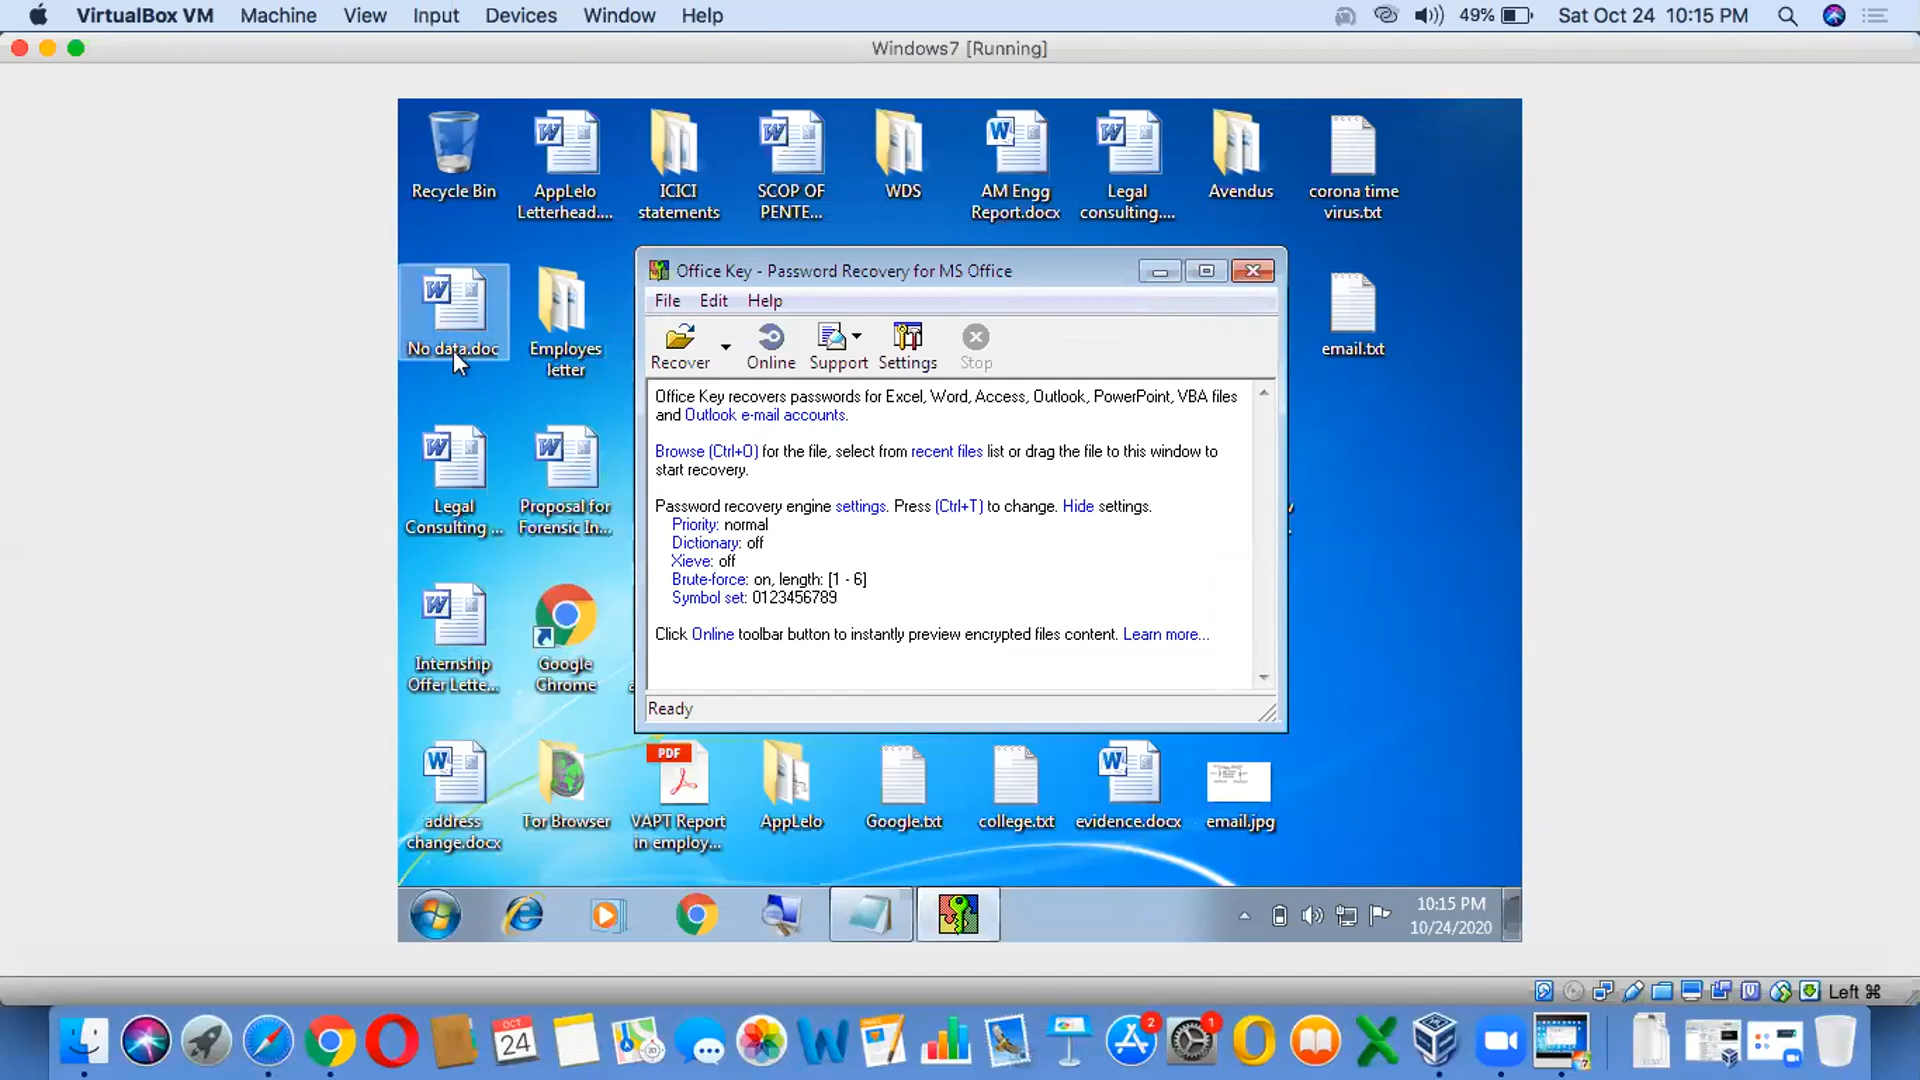 VirtualBox VM Machine View Input Devices Window Help 49% Sat Oct 24 10:15 PM
Windows7 [Running]
Recycle Bin
AppLelo
Letterhead....
ICICI
statements
SCOP OF
PENTE...
WDS
AM Engg
Report.docx
Legal
consulting....
Avendus
corona time
virus.txt
No data.doc
Employes
letter
email.txt
Office Key - Password Recovery for MS Office
File Edit Help
Recover Online Support Settings Stop
Office Key recovers passwords for Excel, Word, Access, Outlook, PowerPoint, VBA files
and Outlook e-mail accounts.
Browse (Ctrl+O) for the file, select from recent files list or drag the file to this window to
start recovery.
Password recovery engine settings. Press (Ctrl+T) to change. Hide settings.
Priority: normal
Dictionary: off
Xieve: off
Brute-force: on, length: [1 - 6]
Symbol set: 0123456789
Click Online toolbar button to instantly preview encrypted files content. Learn more...
Ready
Legal
Consulting ...
Proposal for
Forensic In...
Internship
Offer Lette...
Google
Chrome
address
change.docx
Tor Browser
PDF
VAPT Report
in employ...
AppLelo
Google.txt
college.txt
evidence.docx
email.jpg
10:15 PM
10/24/2020
Left ⌘
OCT
24
2
1